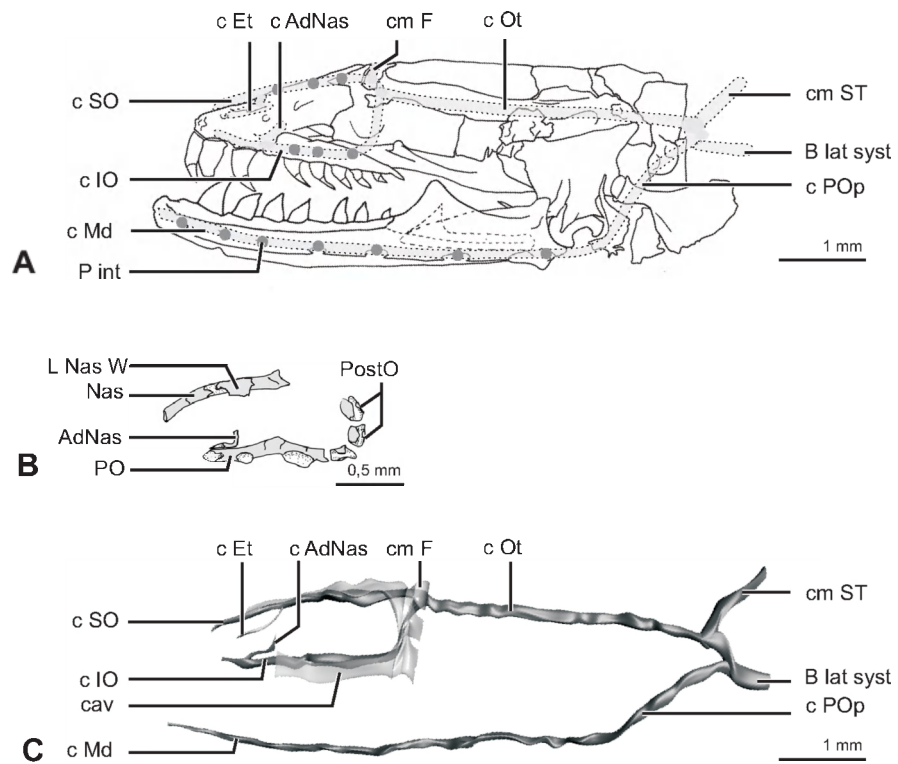 c Et c AdNas cm F c Ot
c SO
cm ST
B lat syst
c IO
c POp
c Md
P int
A
1 mm
L Nas W
Nas
PostO
AdNas
PO
B
0,5 mm
c Et c AdNas cm F c Ot
c SO
cm ST
c IO
B lat syst
cav
c POp
c Md
C
1 mm